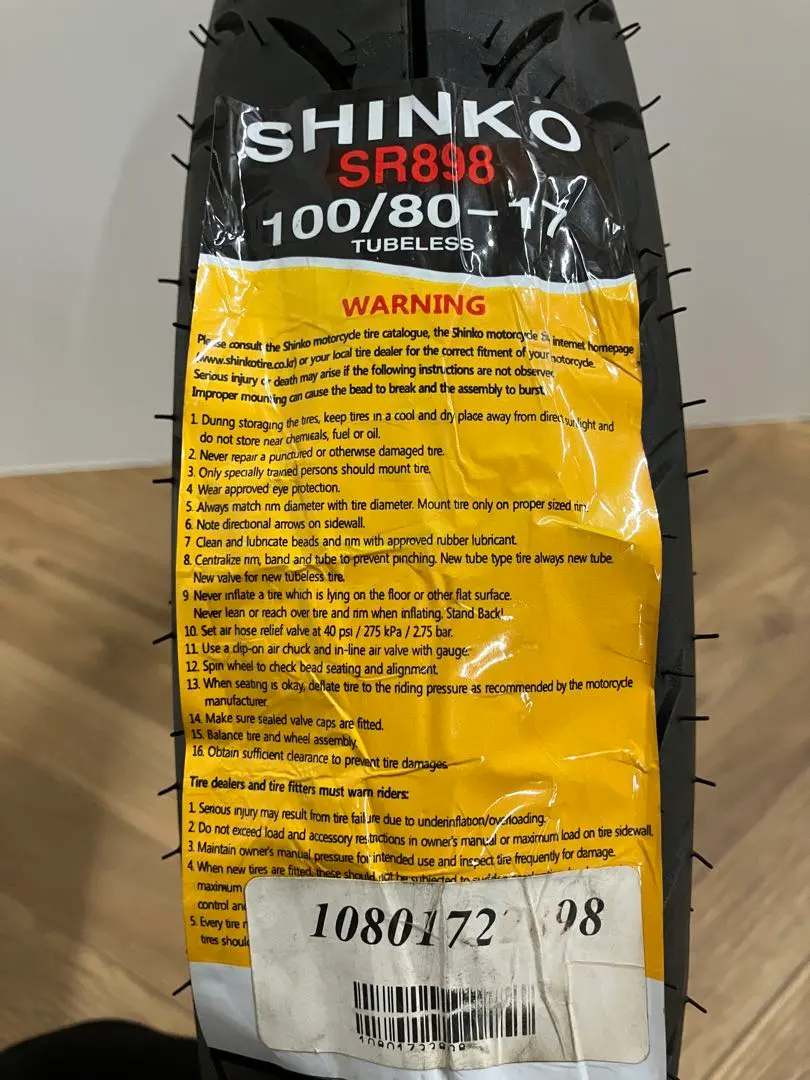 SHINKO
SR898
100/80-17
TUBELESS
WARNING
Please consult the Shinko motorcycle tire catalogue, the Shinko motorcycle internet homepage
(www.shinkotire.co.kr) or your local tire dealer for the correct fitment of your motorcycle.
Serious injury or death may arise if the following instructions are not observed
Improper mounting can cause the bead to break and the assembly to burst.
1. During storaging the tires, keep tires in a cool and dry place away from direct sunlight and
do not store near chemicals, fuel or oil.
2. Never repair a punctured or otherwise damaged tire.
3. Only specially trained persons should mount tire.
4 Wear approved eye protection.
5. Always match rim diameter with tire diameter. Mount tire only on proper sized rim.
6. Note directional arrows on sidewall.
7 Clean and lubricate beads and rim with approved rubber lubricant.
8. Centralize rim, band and tube to prevent pinching. New tube type tire always new tube.
New valve for new tubeless tire.
9 Never inflate a tire which is lying on the floor or other flat surface.
Never lean or reach over tire and rim when inflating. Stand Back!
10. Set air hose relief valve at 40 psi / 275 kPa / 2.75 bar.
11. Use a clip-on air chuck and in-line air valve with gauge.
12. Spin wheel to check bead seating and alignment.
13. When seating is okay, deflate tire to the riding pressure as recommended by the motorcycle
manufacturer.
14. Make sure sealed valve caps are fitted.
15. Balance tire and wheel assembly.
16. Obtain sufficient clearance to prevent tire damages.
Tire dealers and tire fitters must warn riders:
1. Serious injury may result from tire failure due to underinflation/overloading.
2 Do not exceed load and accessory restrictions in owner's manual or maximum load on tire sidewall.
3. Maintain owner's manual pressure for intended use and inspect tire frequently for damage.
4. When new tires are fitted, these should not be subjected to
maximum
control and
5. Every tire
tires should
1080172 98